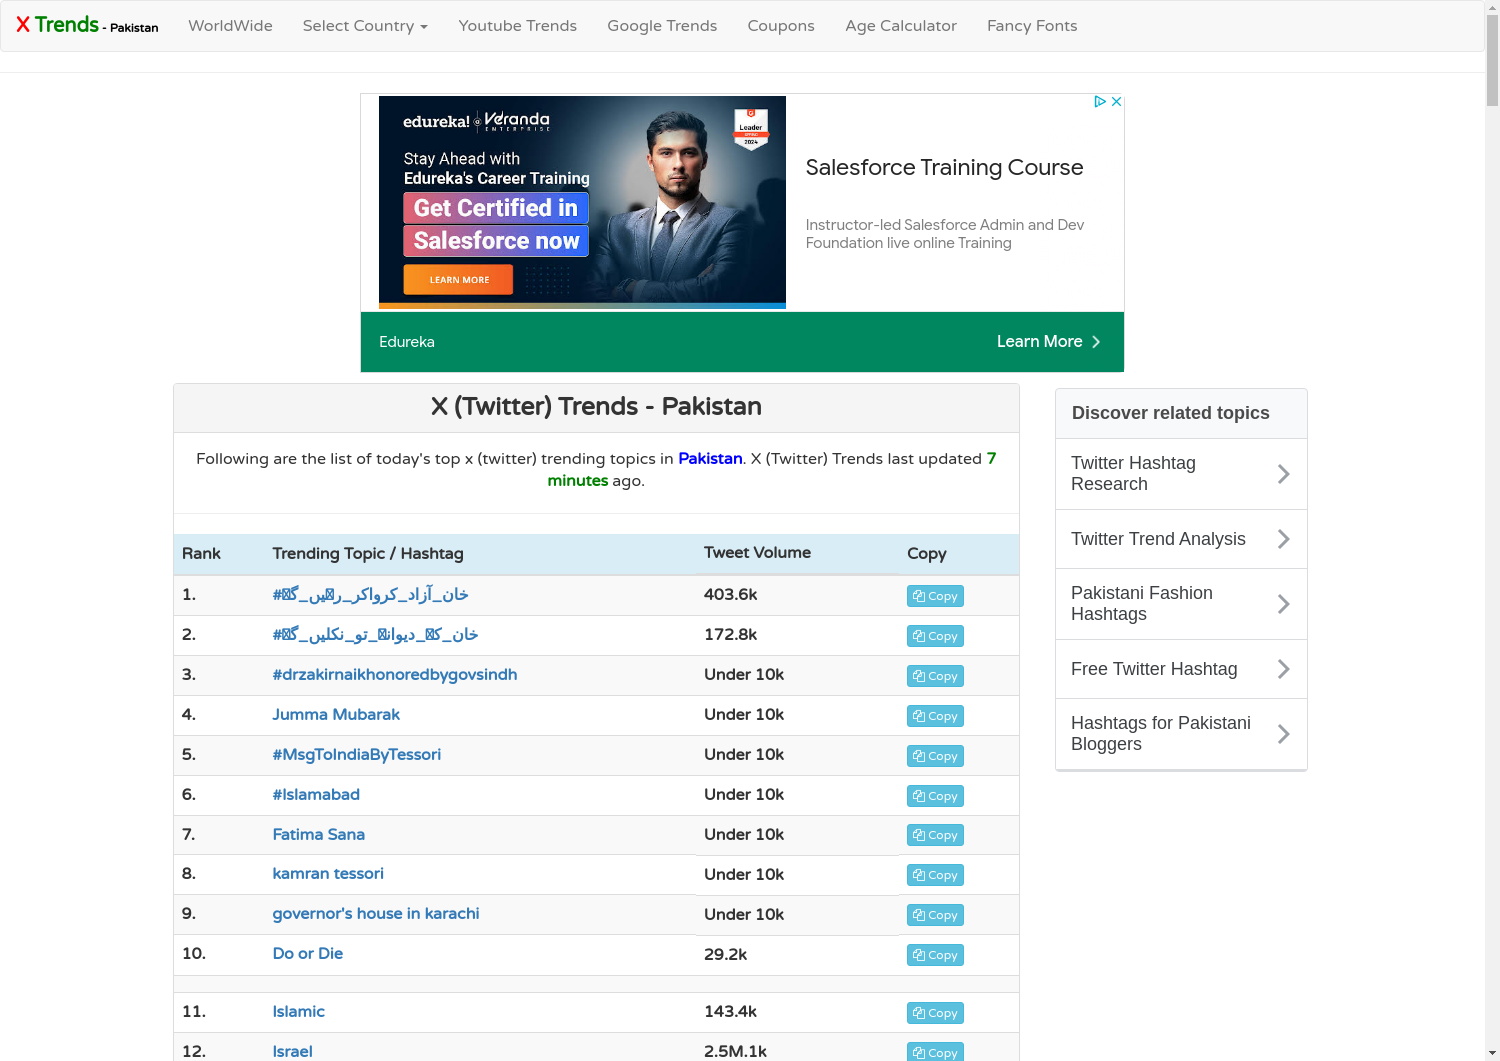 X Trends - Pakistan
WorldWide
Select Country
Youtube Trends
Google Trends
Coupons
Age Calculator
Fancy Fonts
edureka! Veranda
ENTERPRISE
Leader
SPRING
2024
Stay Ahead with
Edureka's Career Training
Get Certified in
Salesforce now
LEARN MORE
Salesforce Training Course
Instructor-led Salesforce Admin and Dev
Foundation live online Training
Edureka
Learn More
X (Twitter) Trends - Pakistan
Following are the list of today's top x (twitter) trending topics in Pakistan. X (Twitter) Trends last updated 7
minutes ago.
Rank Trending Topic / Hashtag Tweet Volume Copy
1. #خان_آزاد_کرواکر_ 403.6k Copy
2. #خان_ _تو_نکلیں_ 172.8k Copy
3. #drzakirnaikhonoredbygovsindh Under 10k Copy
4. Jumma Mubarak Under 10k Copy
5. #MsgToIndiaByTessori Under 10k Copy
6. #Islamabad Under 10k Copy
7. Fatima Sana Under 10k Copy
8. kamran tessori Under 10k Copy
9. governor's house in karachi Under 10k Copy
10. Do or Die 29.2k Copy
11. Islamic 143.4k Copy
12. Israel 2.5M.1k Copy
Discover related topics
Twitter Hashtag
Research
Twitter Trend Analysis
Pakistani Fashion
Hashtags
Free Twitter Hashtag
Hashtags for Pakistani
Bloggers